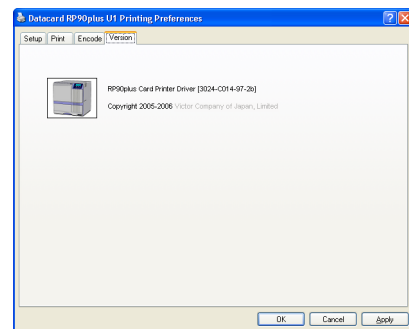 Datacard RP90plus U1 Printing Preferences
Setup Print Encode Version
RP90plus Card Printer Driver [3024-C014-97-2b]
Copyright 2005-2006 Victor Company of Japan, Limited
OK Cancel Apply